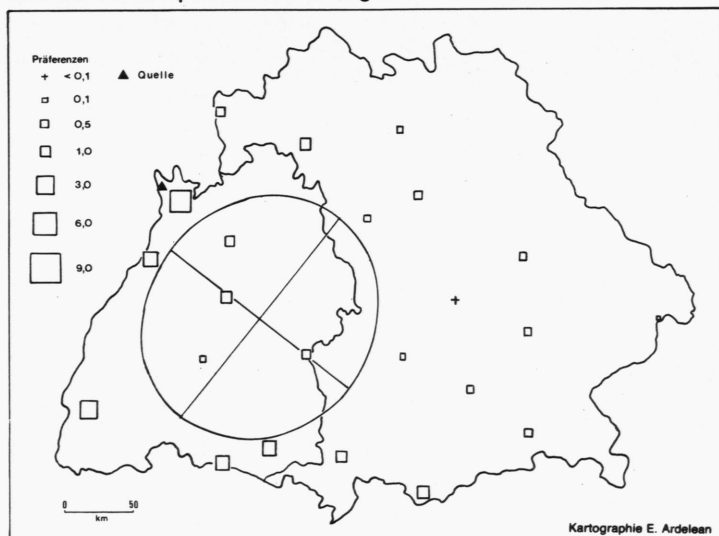 Präferenzen
+ < 0,1 ▲ Quelle
0,1
0,5
1,0
3,0
6,0
9,0
0 50
km
Kartographie E. Ardelean